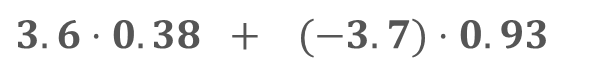 3.6 · 0.38 + (−3.7) · 0.93